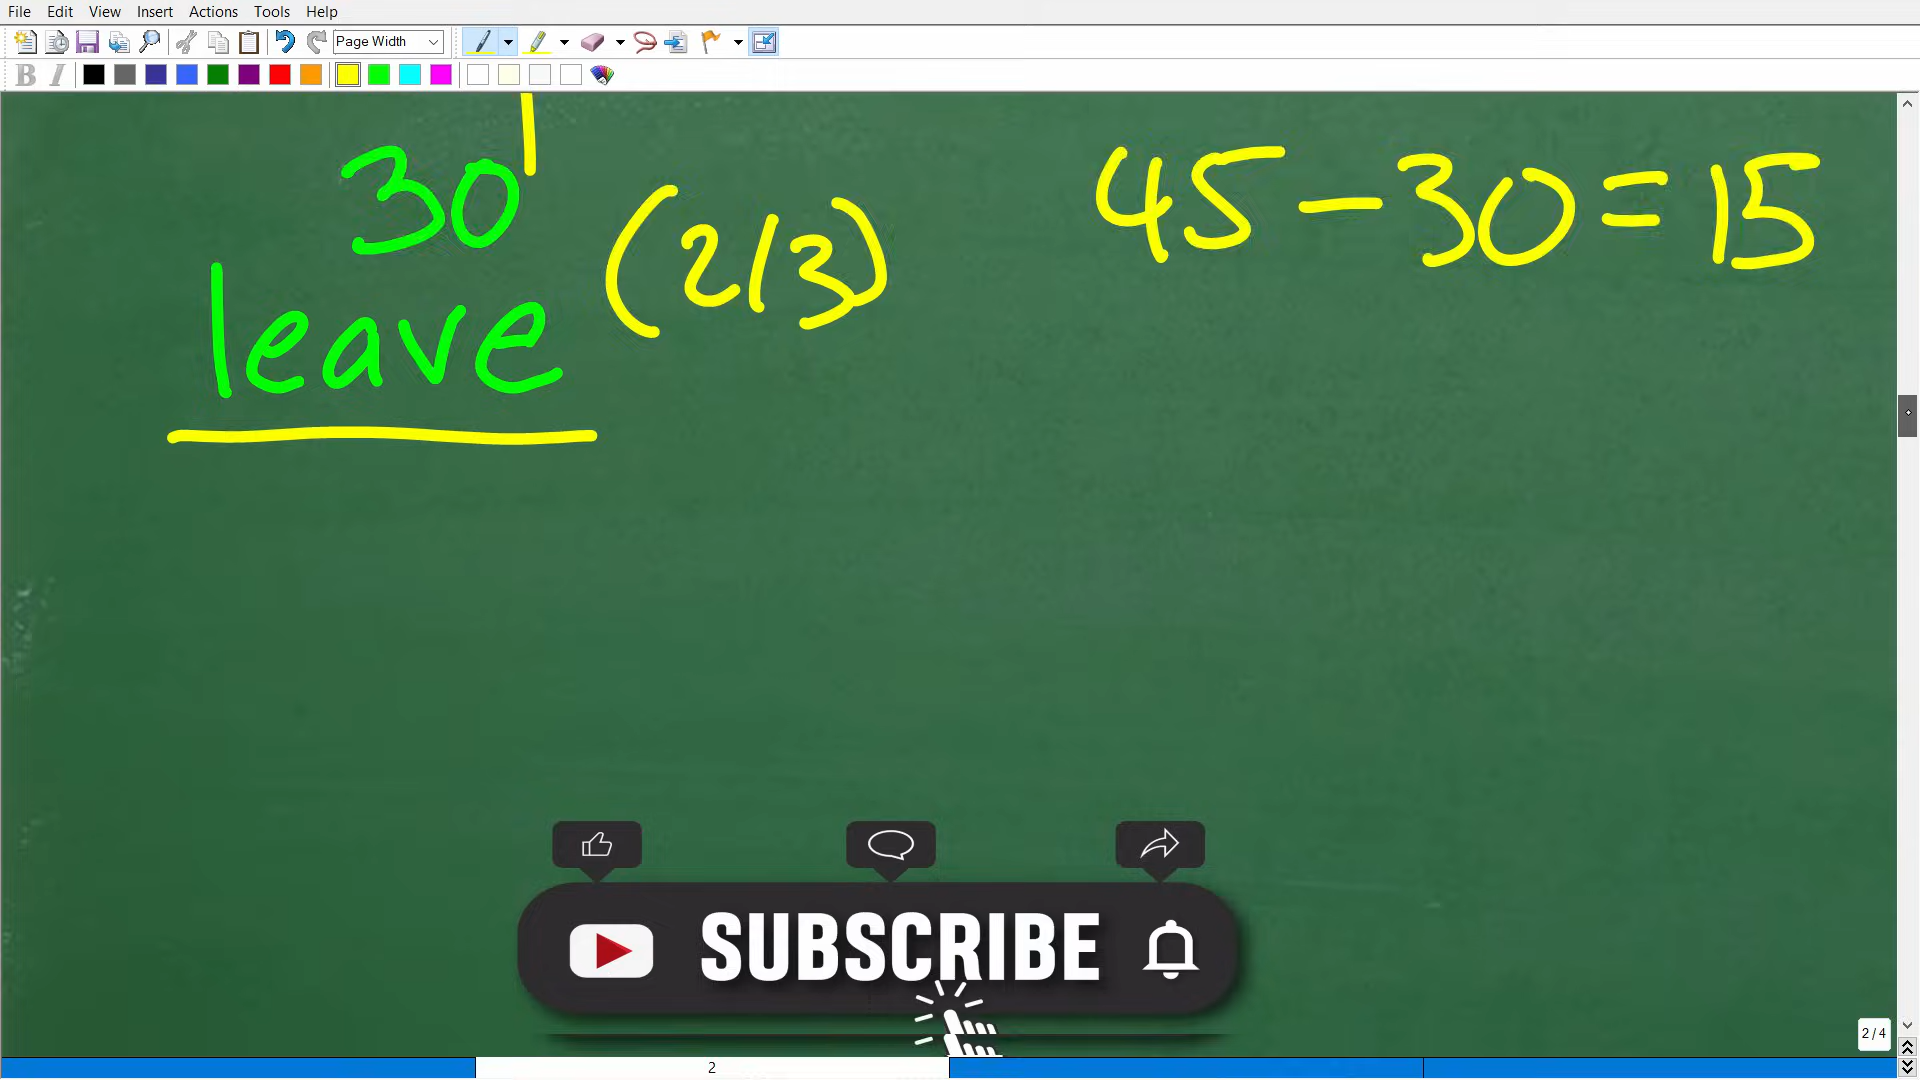 File Edit View Insert Actions Tools Help
Page Width
B I
30
(2/3)
leave
45-30=15
SUBSCRIBE
2 / 4
2